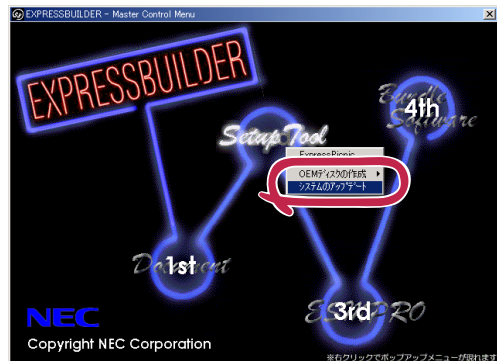 EXPRESSBUILDER - Master Control Menu
EXPRESSBUILDER
Bundle
4th
Software
Setup Tool
ExpressPicnic
OEMディスクの作成
システムのアップデート
Document
1st
ESMPRO
3rd
NEC
Copyright NEC Corporation
※右クリックでポップアップメニューが現れます